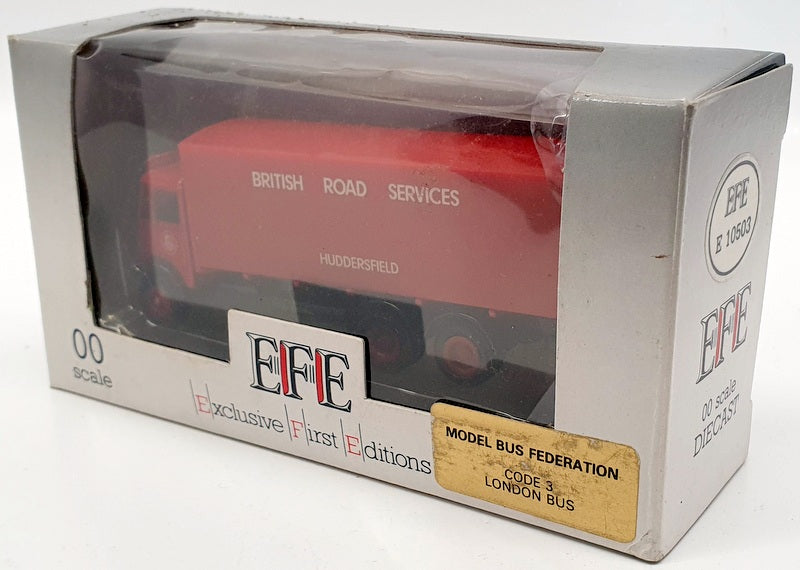 BRITISH ROAD SERVICES
HUDDERSFIELD
00
scale
EFE
Exclusive First Editions
MODEL BUS FEDERATION
CODE 3
LONDON BUS
EFE
E 10503
EFE
00 scale
DIECAST